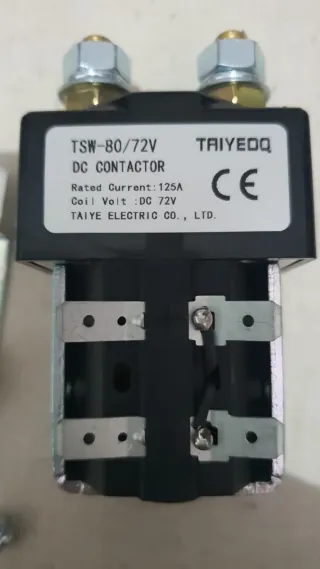 TSW-80/72V
TAIYEDQ
DC CONTACTOR
Rated Current:125A
Coil Volt :DC 72V
TAIYE ELECTRIC CO., LTD.
CE